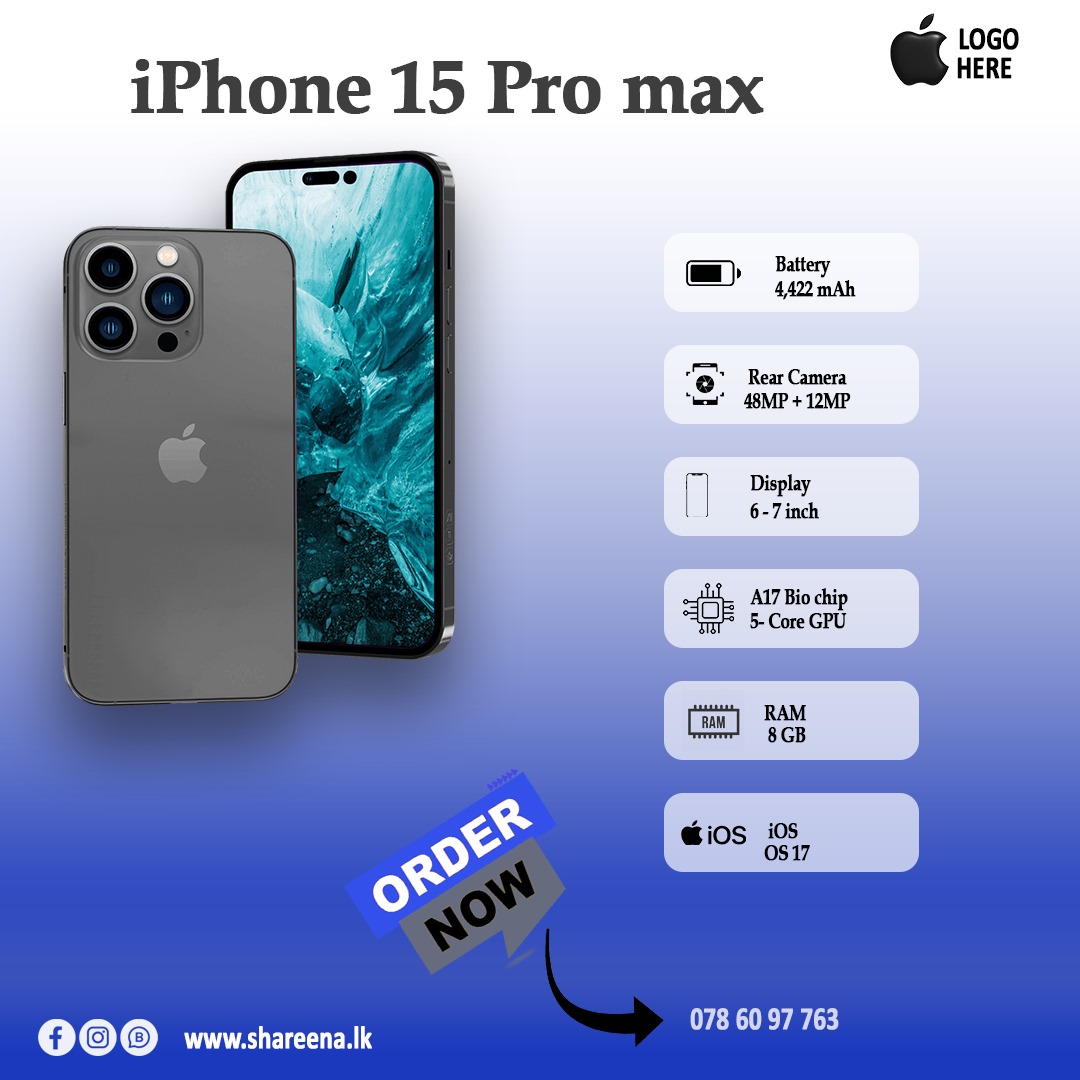 LOGO
HERE
iPhone 15 Pro max
Battery
4,422 mAh
Rear Camera
48MP + 12MP
Display
6 - 7 inch
A17 Bio chip
5- Core GPU
RAM
RAM
8 GB
iOS
iOS
OS 17
ORDER
NOW
078 60 97 763
www.shareena.lk